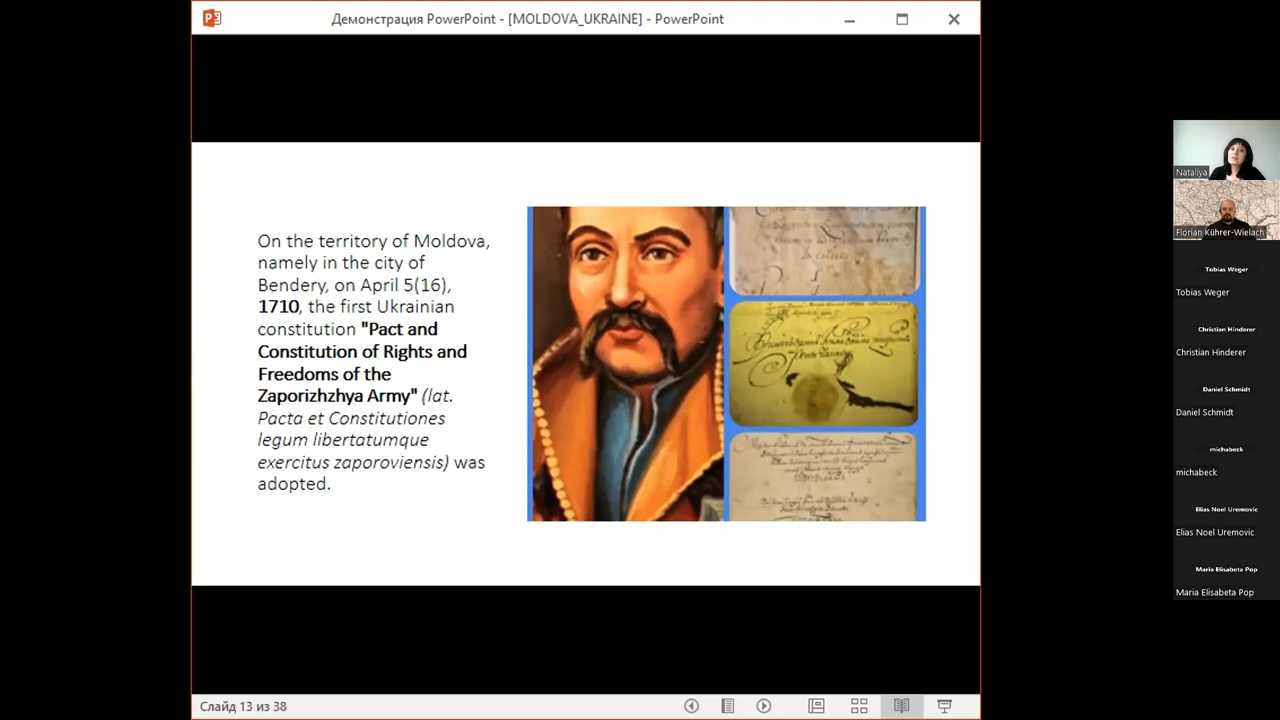 Демонстрация PowerPoint - [MOLDOVA_UKRAINE] - PowerPoint
On the territory of Moldova,
namely in the city of
Bendery, on April 5(16),
1710, the first Ukrainian
constitution "Pact and
Constitution of Rights and
Freedoms of the
Zaporizhzhya Army" (lat.
Pacta et Constitutiones
legum libertatumque
exercitus zaporoviensis) was
adopted.
Слайд 13 из 38
Nataliya
Florian Kührer-Wielach
Tobias Weger
Tobias Weger
Christian Hinderer
Christian Hinderer
Daniel Schmidt
Daniel Schmidt
michabeck
michabeck
Elias Noel Uremovic
Elias Noel Uremovic
Maria Elisabeta Pop
Maria Elisabeta Pop